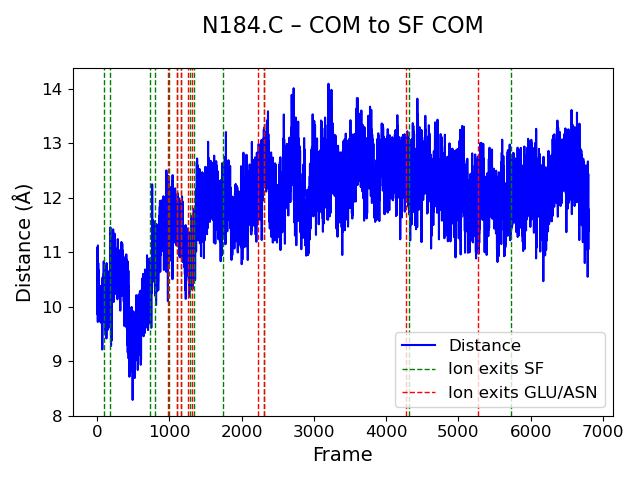 N184.C – COM to SF COM
14
13
12
11
10
9
8
Distance (Å)
Distance
Ion exits SF
Ion exits GLU/ASN
0
1000
2000
3000
4000
5000
6000
7000
Frame